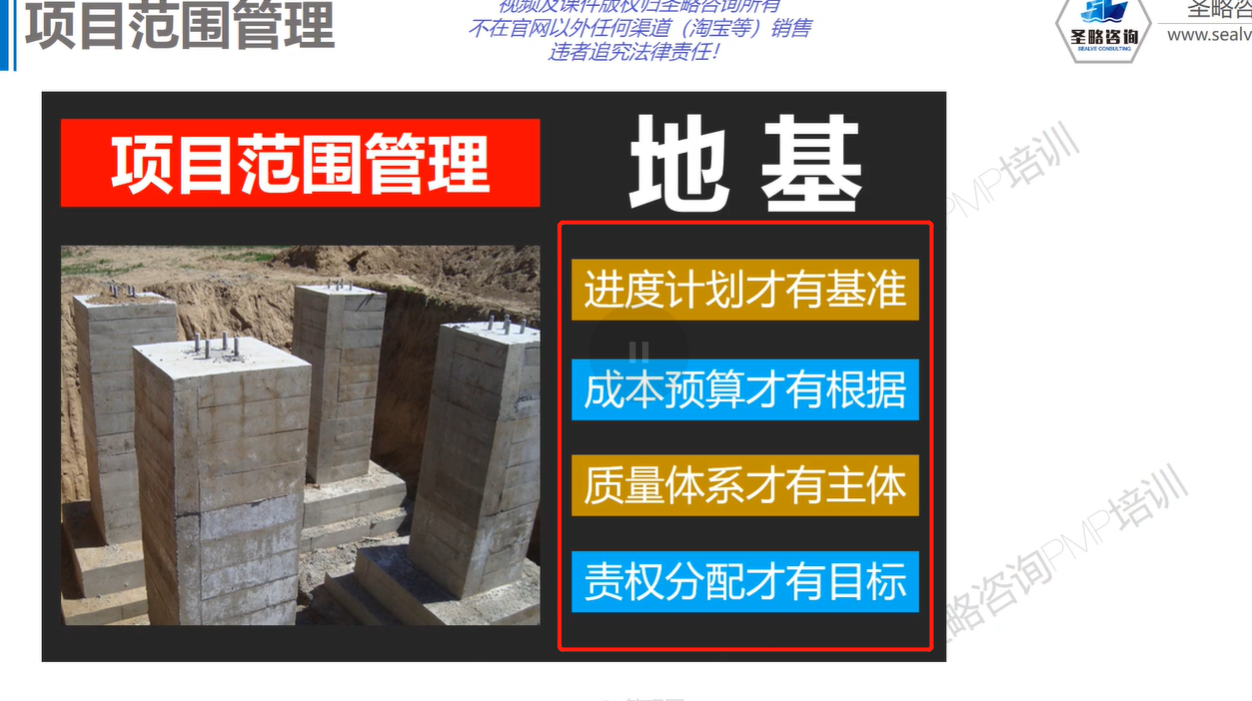 项目范围管理
视频及课件版权归圣略咨询所有
不在官网以外任何渠道（淘宝等）销售
违者追究法律责任！
圣略咨询
SEALVE CONSULTING
圣略咨
www.sealv
项目范围管理
地基
进度计划才有基准
成本预算才有根据
质量体系才有主体
责权分配才有目标
PMP培训
略咨询PMP培训